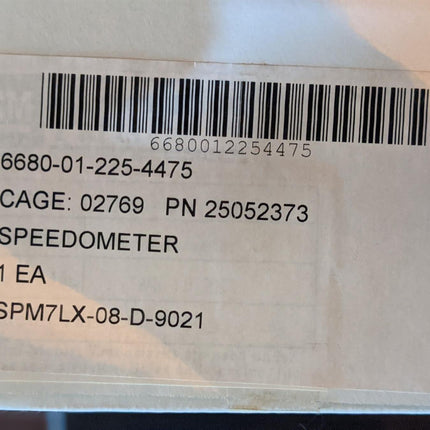 6680012254475
6680-01-225-4475
CAGE: 02769 PN 25052373
SPEEDOMETER
1 EA
SPM7LX-08-D-9021